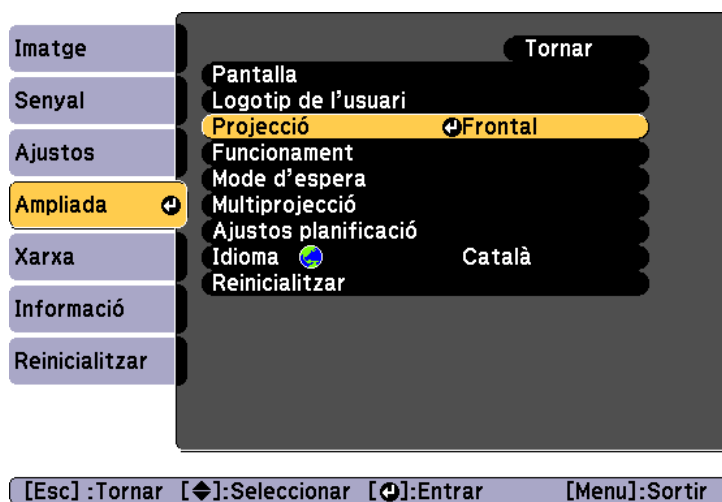 Imatge
Senyal
Ajustos
Ampliada
Xarxa
Informació
Reinicialitzar
Tornar
Pantalla
Logotip de l'usuari
Projecció Frontal
Funcionament
Mode d'espera
Multiprojecció
Ajustos planificació
Idioma Català
Reinicialitzar
[Esc] :Tornar [◆]:Seleccionar [↵]:Entrar [Menu]:Sortir